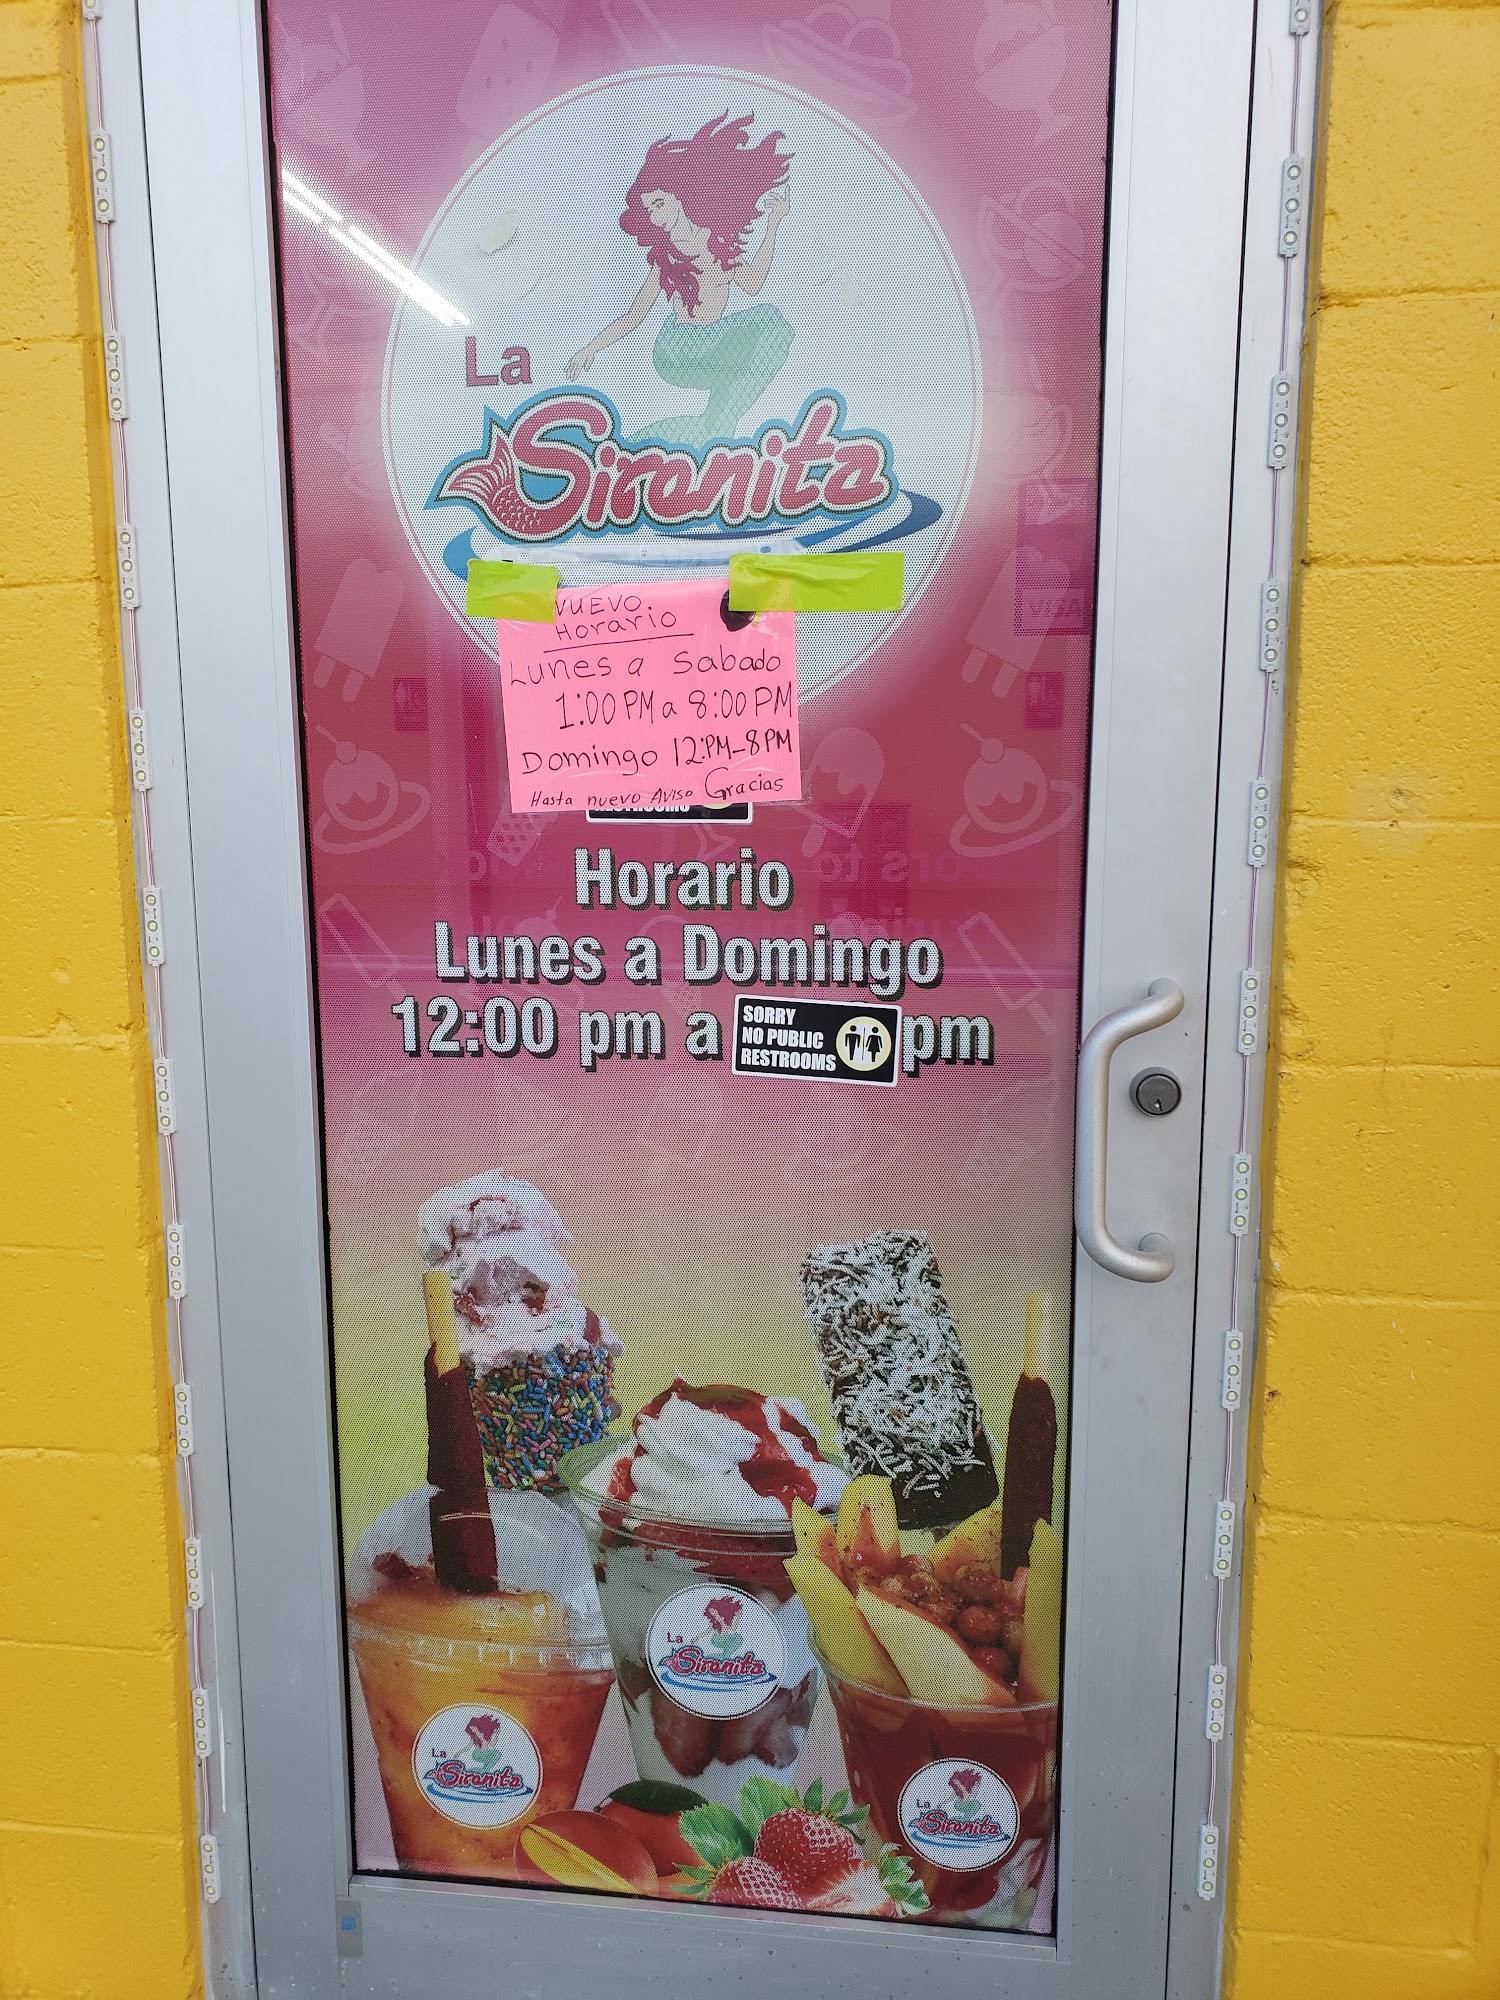 La
Sirenita
NUEVO
Horario
Lunes a Sabado
1:00 PM a 8:00 PM
Domingo 12:PM-8PM
Hasta nuevo Aviso Gracias
RESTROOMS
Horario
Lunes a Domingo
12:00 pm a pm
SORRY
NO PUBLIC
RESTROOMS
La
Sirenita
La
Sirenita
La
Sirenita